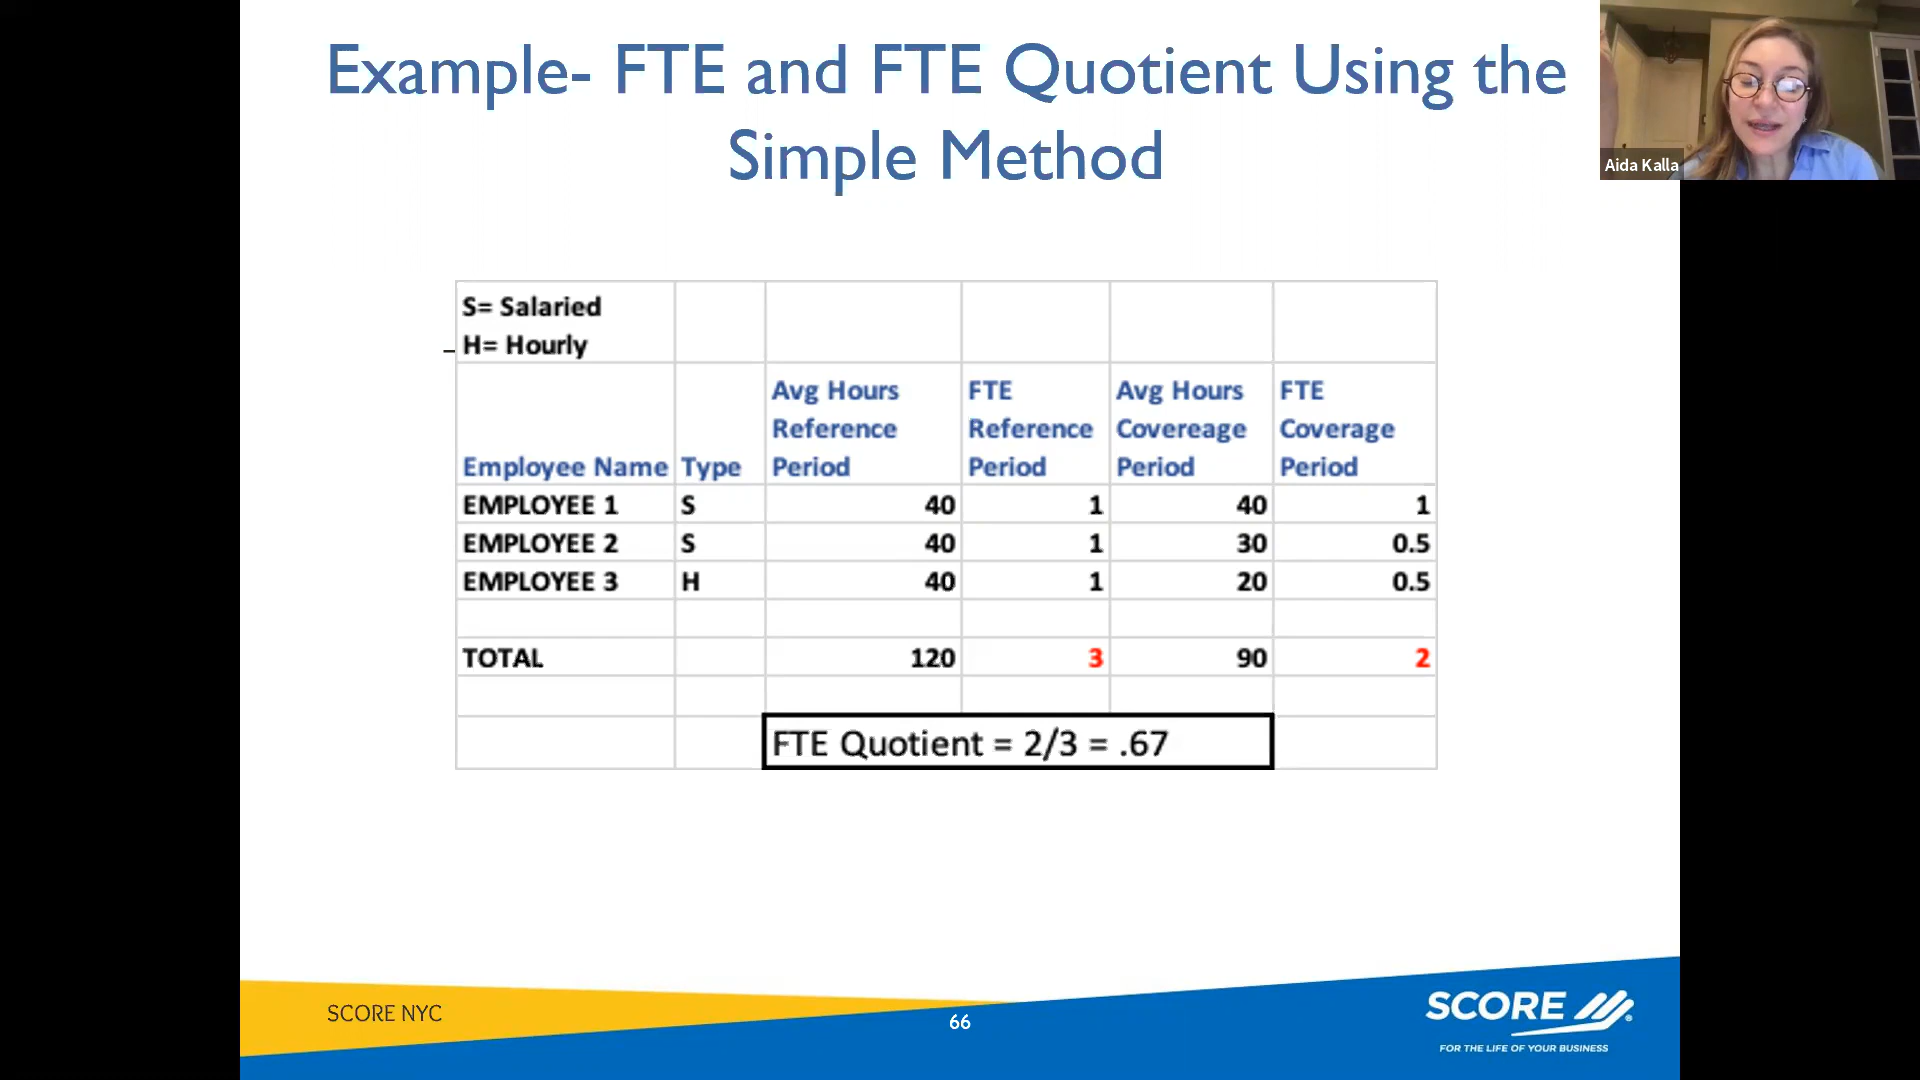 Example- FTE and FTE Quotient Using the
Simple Method
Aida Kalla
S= Salaried
H= Hourly
Employee Name Type Avg Hours Reference Period FTE Reference Period Avg Hours Covereage Period FTE Coverage Period
EMPLOYEE 1 S 40 1 40 1
EMPLOYEE 2 S 40 1 30 0.5
EMPLOYEE 3 H 40 1 20 0.5
TOTAL 120 3 90 2
FTE Quotient = 2/3 = .67
SCORE NYC
66
SCORE
FOR THE LIFE OF YOUR BUSINESS